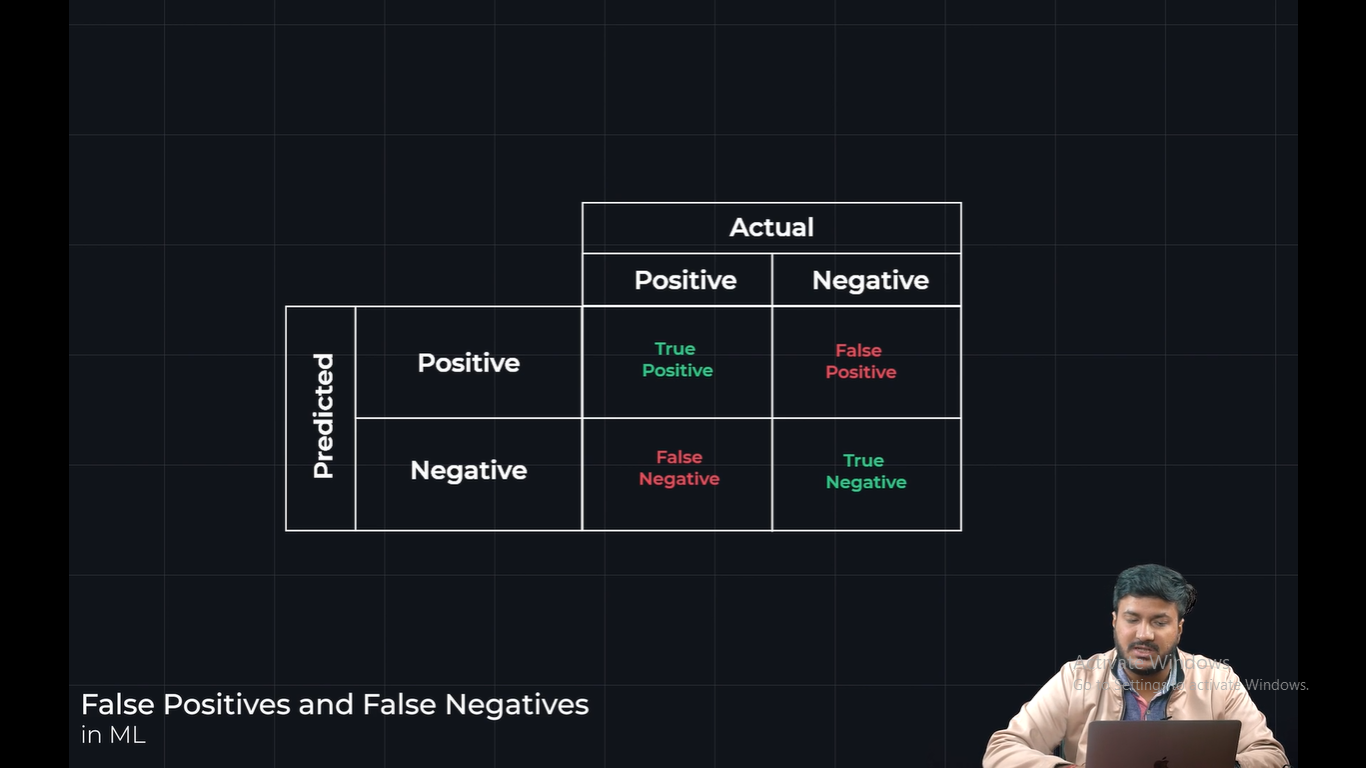 Actual
Positive Negative
Predicted
Positive
True
Positive
False
Positive
Negative
False
Negative
True
Negative
Activate Windows
Go to Settings to activate Windows.
False Positives and False Negatives
in ML